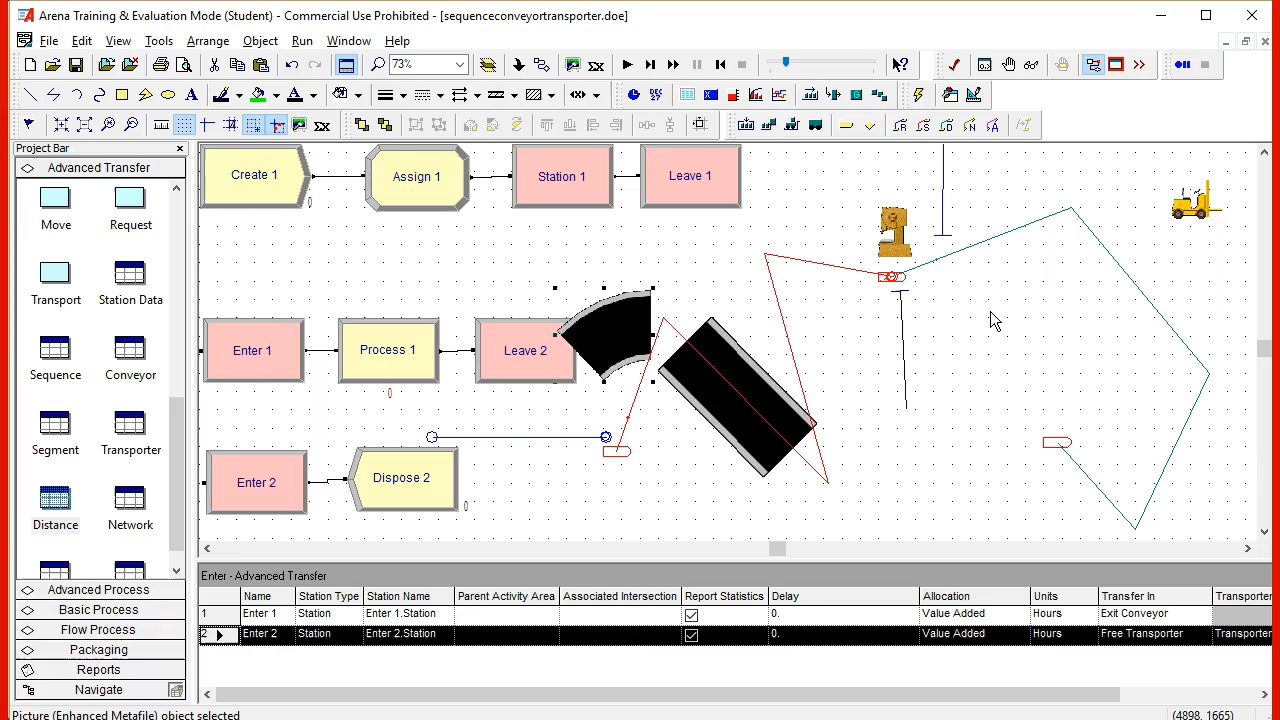 Arena Training & Evaluation Mode (Student) - Commercial Use Prohibited - [sequenceconveyortransporter.doe]
File Edit View Tools Arrange Object Run Window Help
73%
DEC 27
Project Bar
Advanced Transfer
Move Request
Transport Station Data
Sequence Conveyor
Segment Transporter
Distance Network
Advanced Process
Basic Process
Flow Process
Packaging
Reports
Navigate
Create 1 Assign 1 Station 1 Leave 1
0
Enter 1 Process 1 Leave 2
0
Enter 2 Dispose 2
0
Enter - Advanced Transfer
Name Station Type Station Name Parent Activity Area Associated Intersection Report Statistics Delay Allocation Units Transfer In Transporter
1 Enter 1 Station Enter 1.Station 0. Value Added Hours Exit Conveyor
2 Enter 2 Station Enter 2.Station 0. Value Added Hours Free Transporter Transporter
Picture (Enhanced Metafile) object selected (4898, 1665)